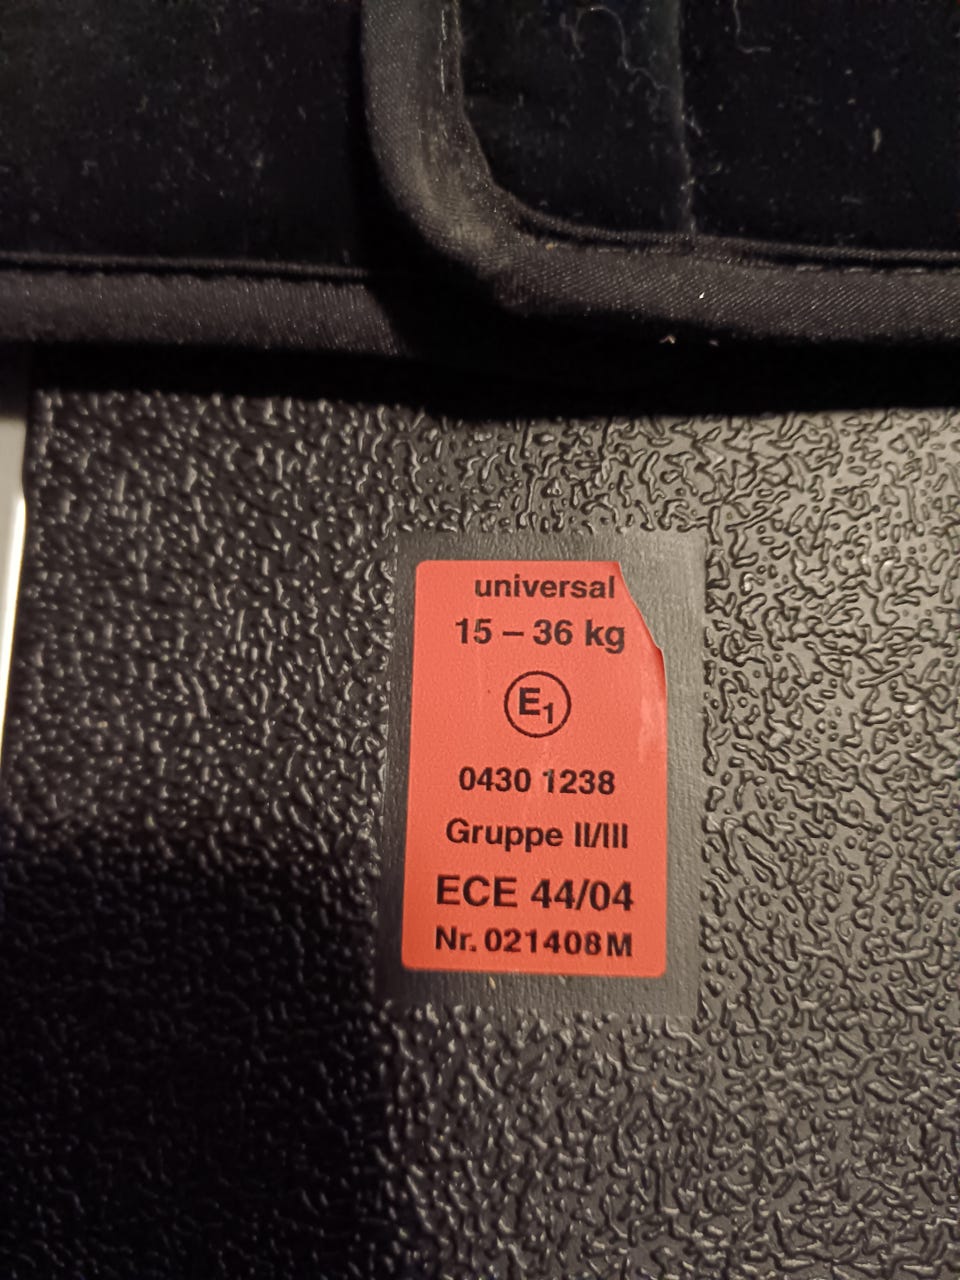 universal
15 – 36 kg
E1
0430 1238
Gruppe II/III
ECE 44/04
Nr. 021408M